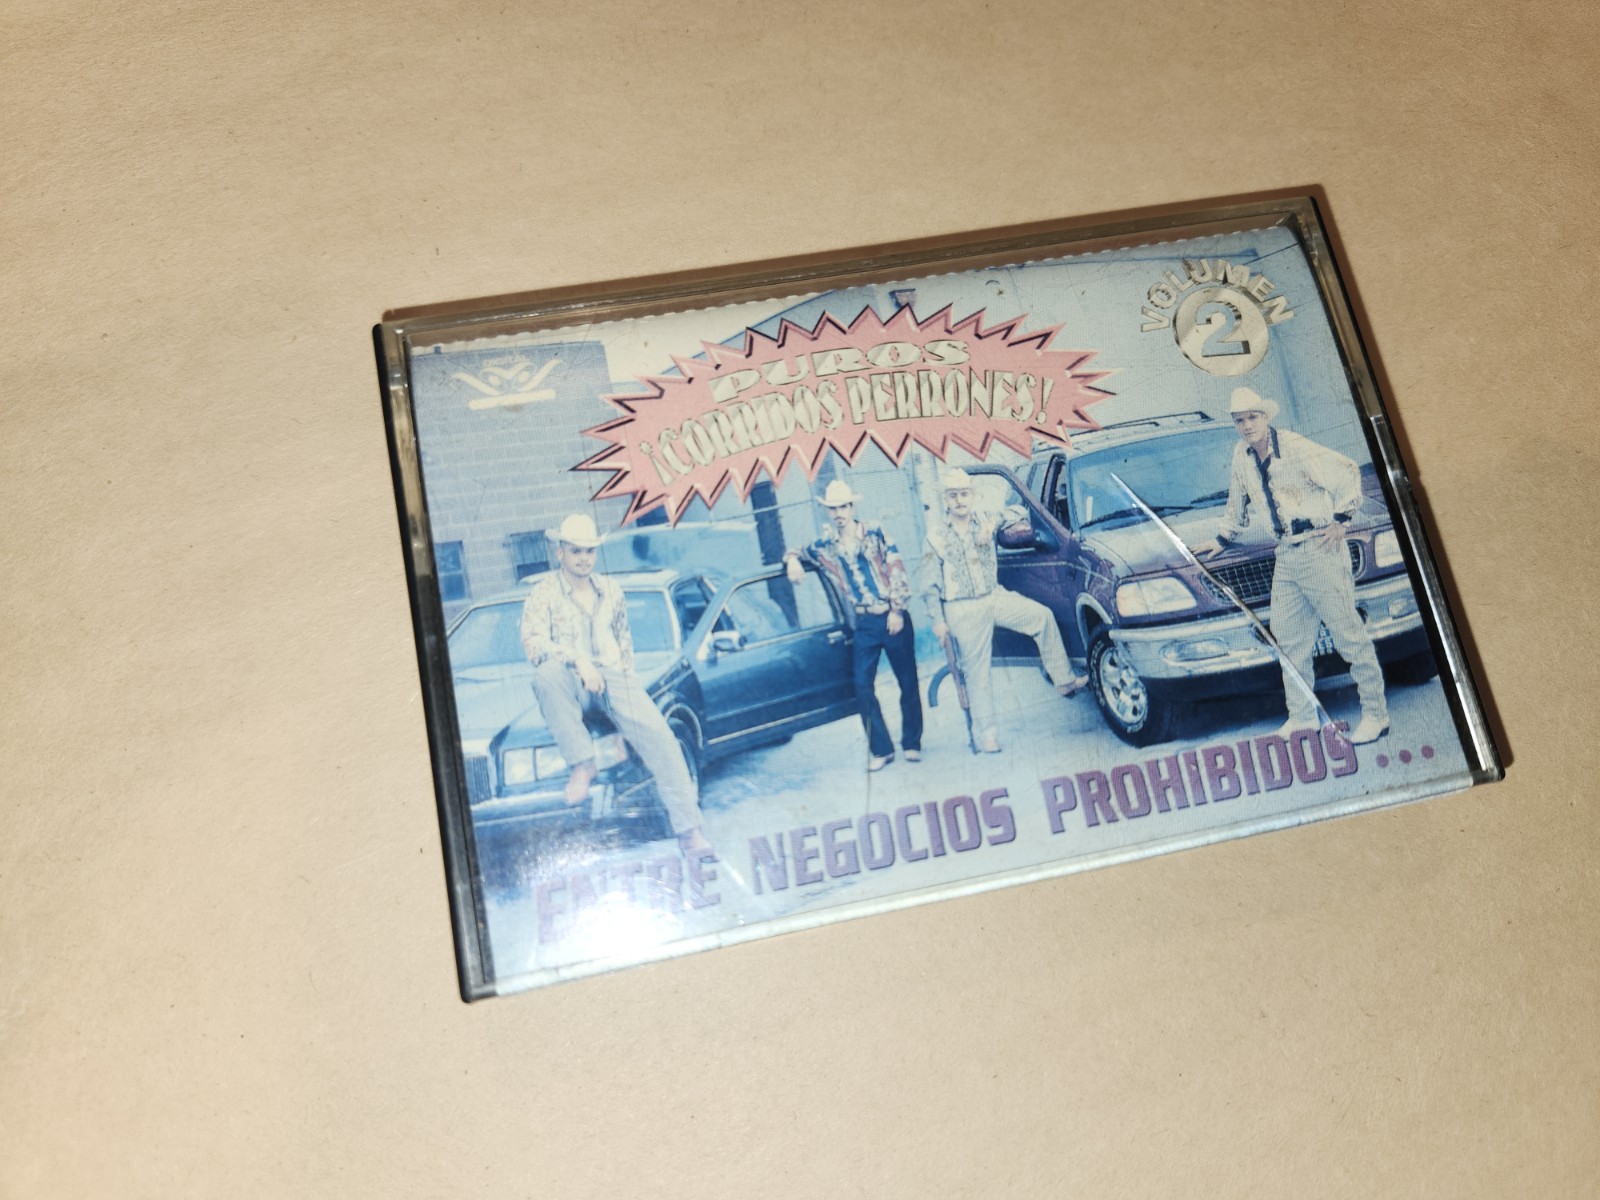 VOLUMEN
2
PUROS
¡CORRIDOS PERRONES!
ENTRE NEGOCIOS PROHIBIDOS...